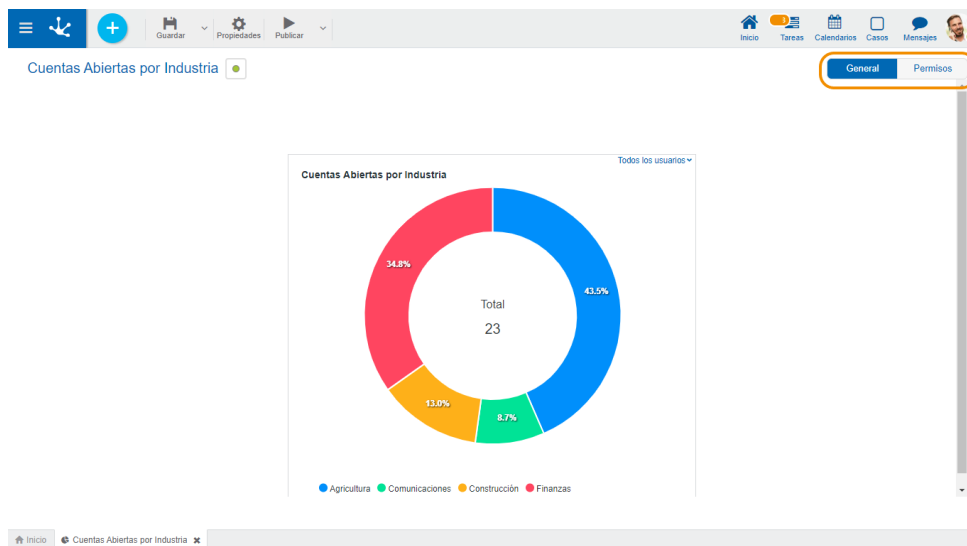 Guardar Propiedades Publicar
Inicio Tareas Calendarios Casos Mensajes
Cuentas Abiertas por Industria
General Permisos
Todos los usuarios
Cuentas Abiertas por Industria
34.8%
43.5%
Total
23
13.0%
8.7%
Agricultura Comunicaciones Construcción Finanzas
Inicio Cuentas Abiertas por Industria